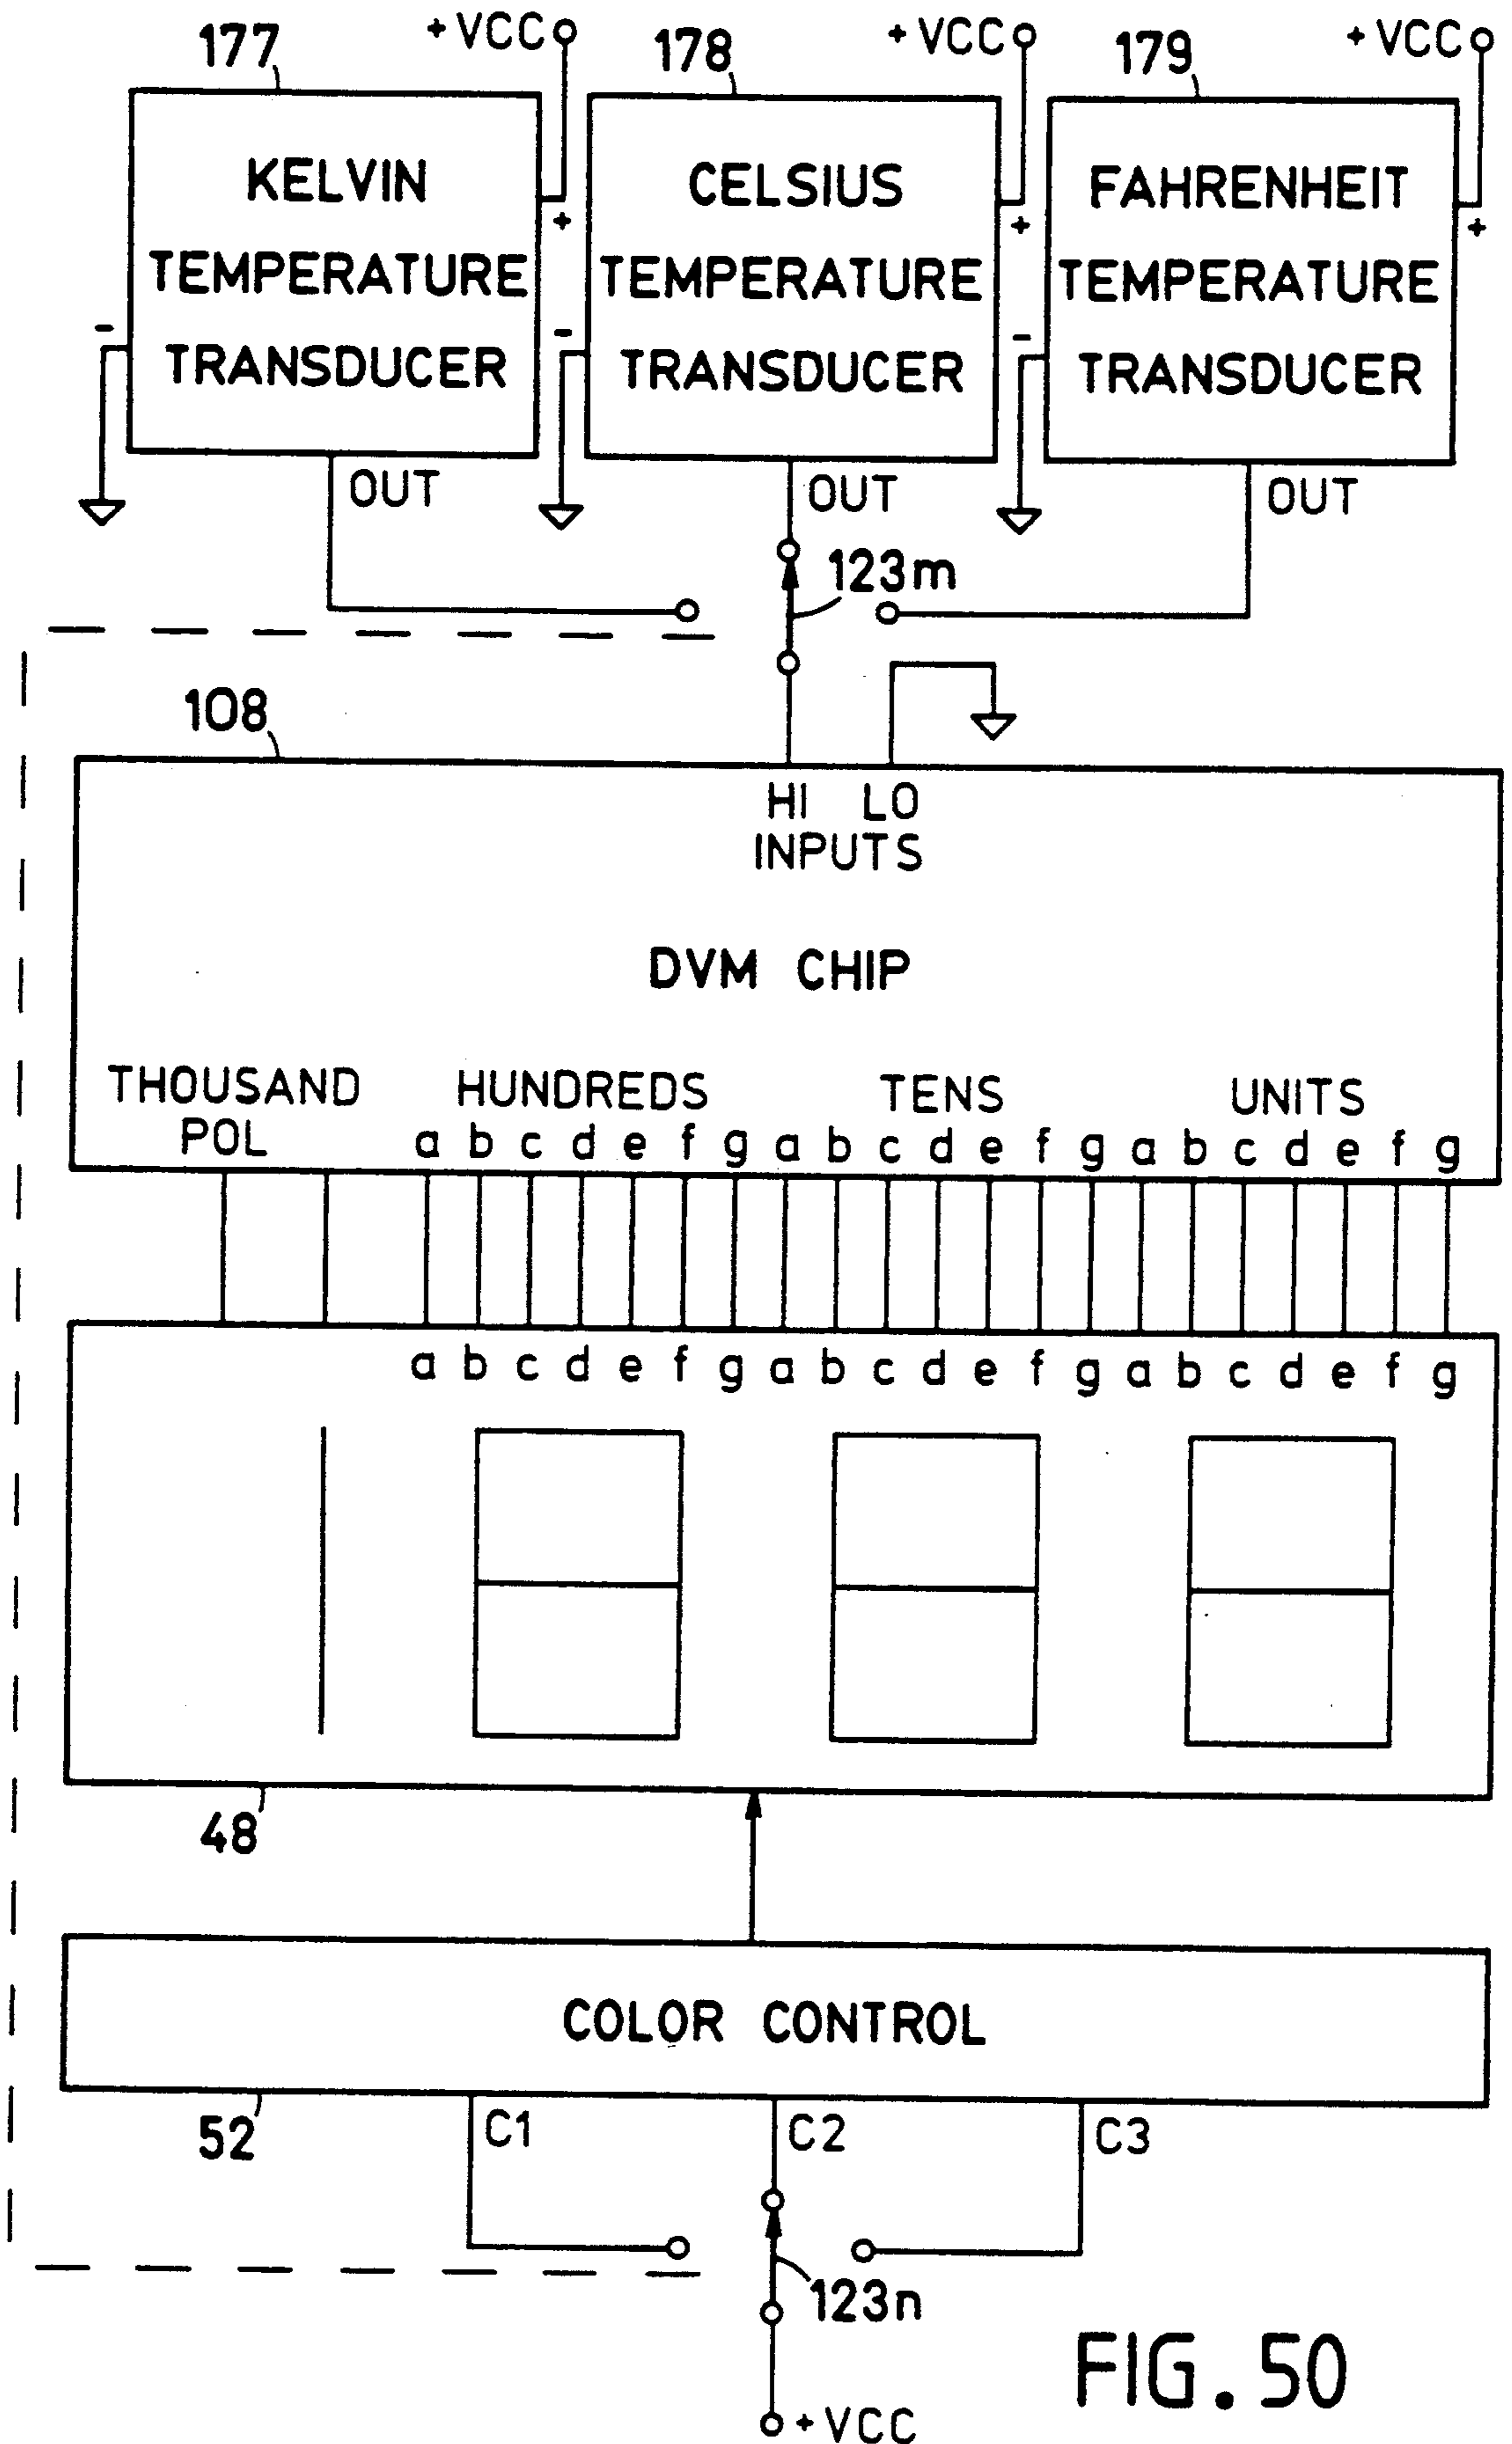 177 +VCC 178 +VCC 179 +VCC
KELVIN CELSIUS FAHRENHEIT
+ + +
TEMPERATURE TEMPERATURE TEMPERATURE
- - -
TRANSDUCER TRANSDUCER TRANSDUCER
OUT OUT OUT
123m
108
HI LO
INPUTS
DVM CHIP
THOUSAND HUNDREDS TENS UNITS
POL a b c d e f g a b c d e f g a b c d e f g
a b c d e f g a b c d e f g a b c d e f g
48
COLOR CONTROL
52 C1 C2 C3
123n
FIG. 50
+VCC